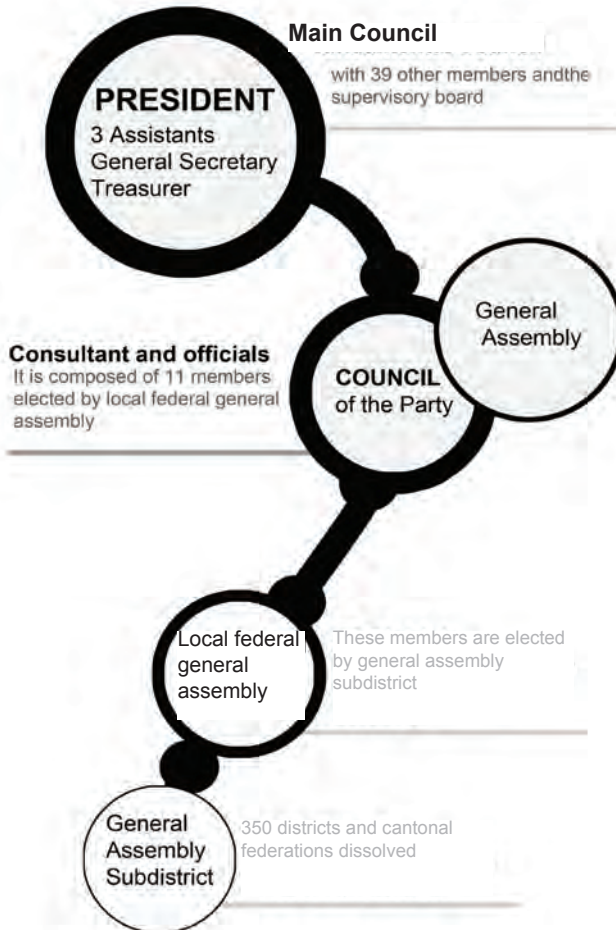 Main Council
with 39 other members andthe
supervisory board
PRESIDENT
3 Assistants
General Secretary
Treasurer
General
Assembly
Consultant and officials
It is composed of 11 members
elected by local federal general
assembly
COUNCIL
of the Party
Local federal
general
assembly
These members are elected
by general assembly
subdistrict
General
Assembly
Subdistrict
350 districts and cantonal
federations dissolved